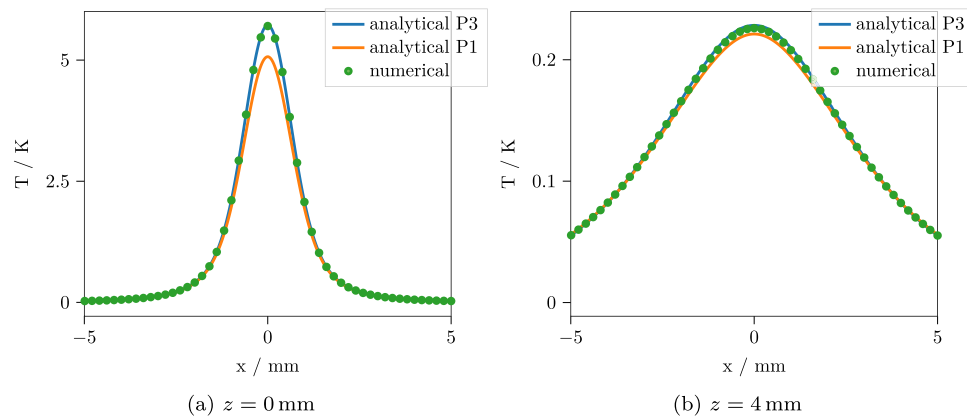 analytical P3
analytical P1
numerical
5
2.5
0
T / K
−5
0
5
x / mm
(a) z = 0 mm
analytical P3
analytical P1
numerical
0.2
0.1
0
T / K
−5
0
5
x / mm
(b) z = 4 mm